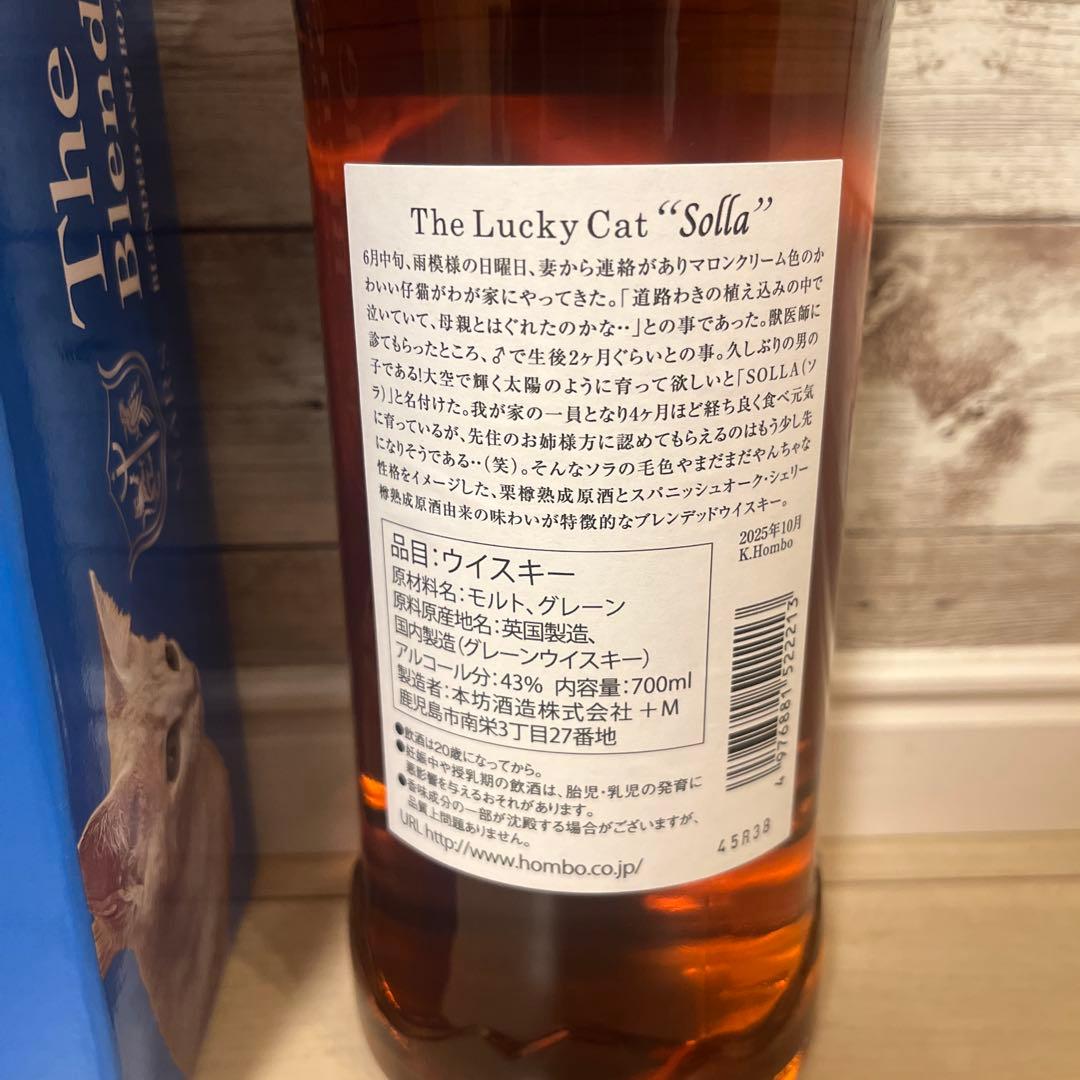 The
Blend
BLENDED AND BO
MARS
The Lucky Cat “Solla”
6月中旬、雨模様の日曜日、妻から連絡がありマロンクリーム色のか
わいい仔猫がわが家にやってきた。「道路わきの植え込みの中で
泣いていて、母親とはぐれたのかな‥」との事であった。獣医師に
診てもらったところ、♂で生後2ヶ月ぐらいとの事。久しぶりの男の
子である!大空で輝く太陽のように育って欲しいと「SOLLA(ソ
ラ)」と名付けた。我が家の一員となり4ヶ月ほど経ち良く食べ元気
に育っているが、先住のお姉様方に認めてもらえるのはもう少し先
になりそうである‥(笑)。そんなソラの毛色やまだまだやんちゃな
性格をイメージした、栗樽熟成原酒とスパニッシュオーク・シェリー
樽熟成原酒由来の味わいが特徴的なブレンデッドウイスキー。
2025年10月
K.Hombo
品目:ウイスキー
原材料名:モルト、グレーン
原料原産地名:英国製造、
国内製造(グレーンウイスキー)
アルコール分:43% 内容量:700ml
製造者:本坊酒造株式会社 +M
鹿児島市南栄3丁目27番地
●飲酒は20歳になってから。
●妊娠中や授乳期の飲酒は、胎児・乳児の発育に
悪影響を与えるおそれがあります。
●香味成分の一部が沈殿する場合がございますが、
品質上問題ありません。
URL http://www.hombo.co.jp/
4 976881 522213
45R38